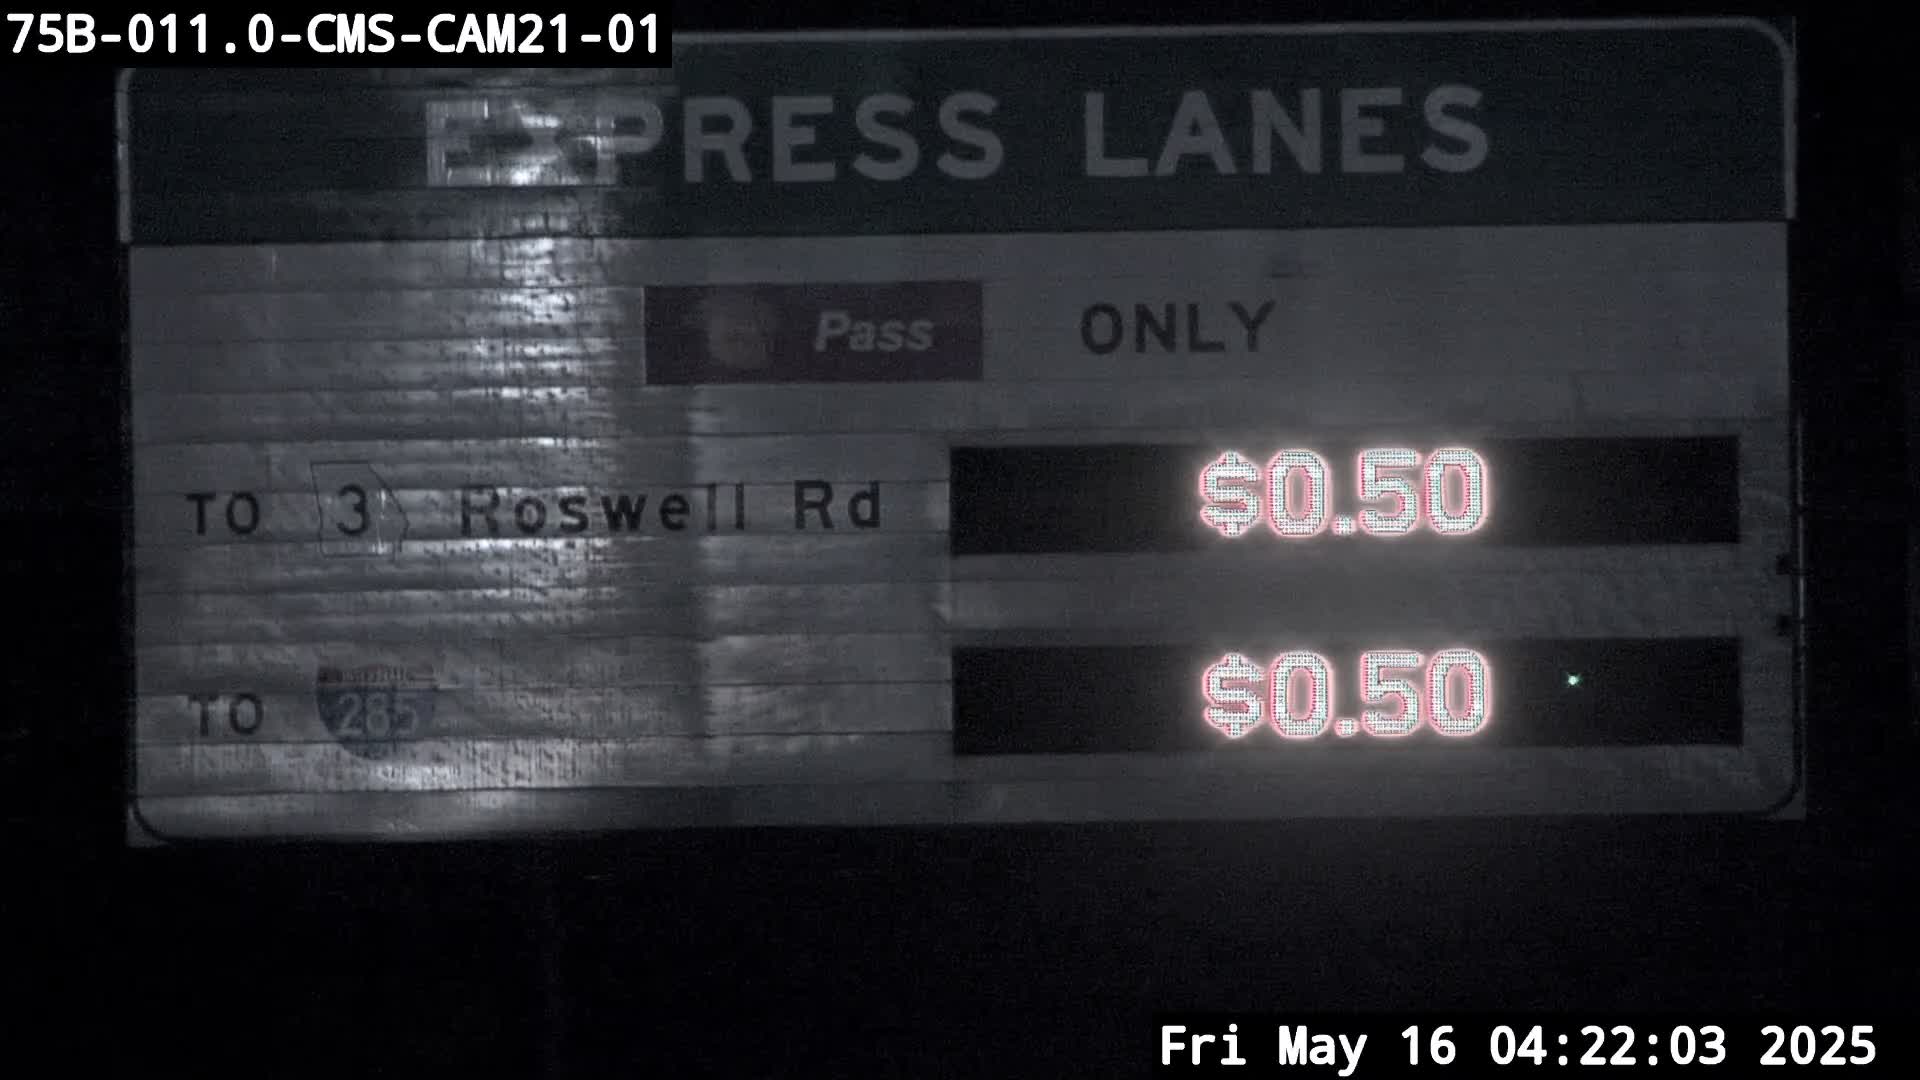 75B-011.0-CMS-CAM21-01
EXPRESS LANES
Pass ONLY
TO 3 Roswell Rd $0.50
TO 285 $0.50
Fri May 16 04:22:03 2025